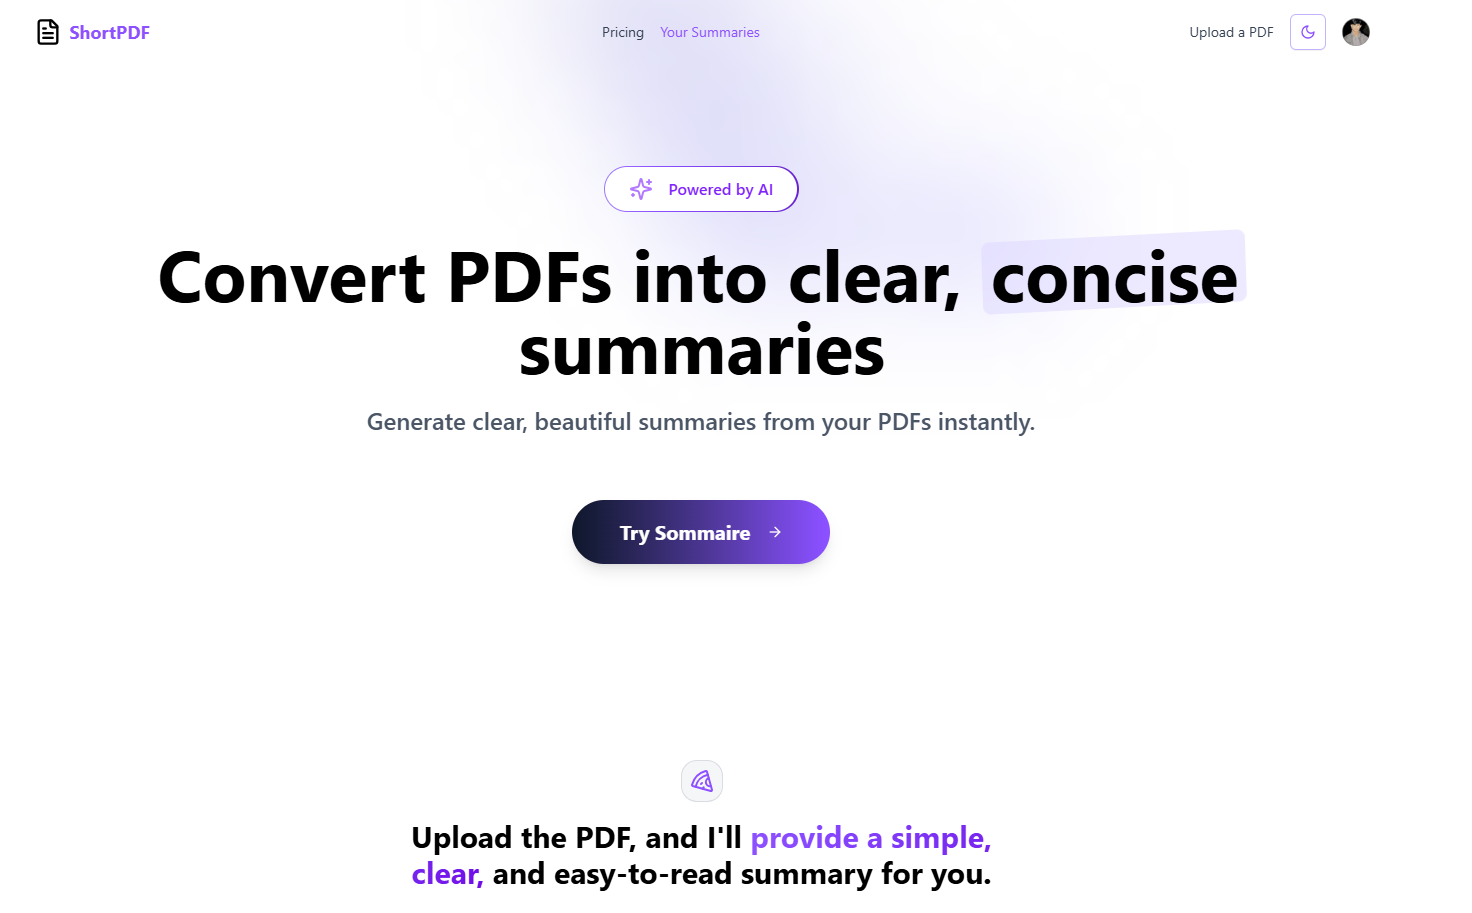 ShortPDF
Pricing
Your Summaries
Upload a PDF
Powered by AI
Convert PDFs into clear, concise
summaries
Generate clear, beautiful summaries from your PDFs instantly.
Try Sommaire
Upload the PDF, and I'll provide a simple,
clear, and easy-to-read summary for you.